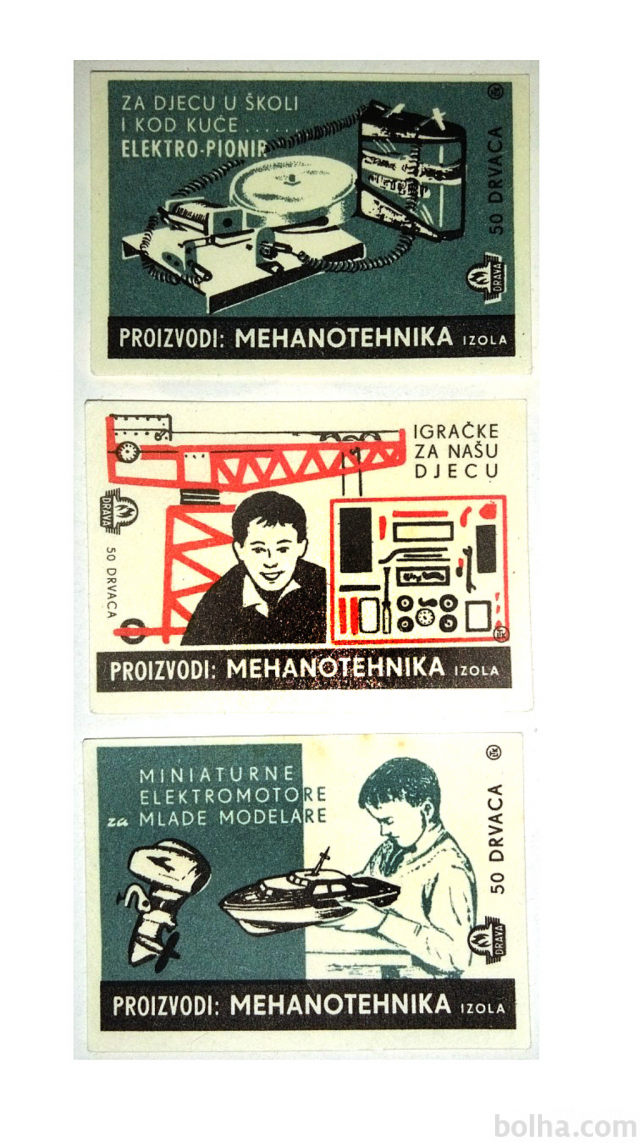 ZA DJECU U ŠKOLI
I KOD KUĆE.....
ELEKTRO-PIONIR
50 DRVACA
DRAVA
PROIZVODI: MEHANOTEHNIKA IZOLA
IGRAČKE
ZA NAŠU
DJECU
DRAVA
50 DRVACA
PROIZVODI: MEHANOTEHNIKA IZOLA
MINIATURNE
ELEKTROMOTORE
za MLADE MODELARE
50 DRVACA
DRAVA
PROIZVODI: MEHANOTEHNIKA IZOLA
bolha.com